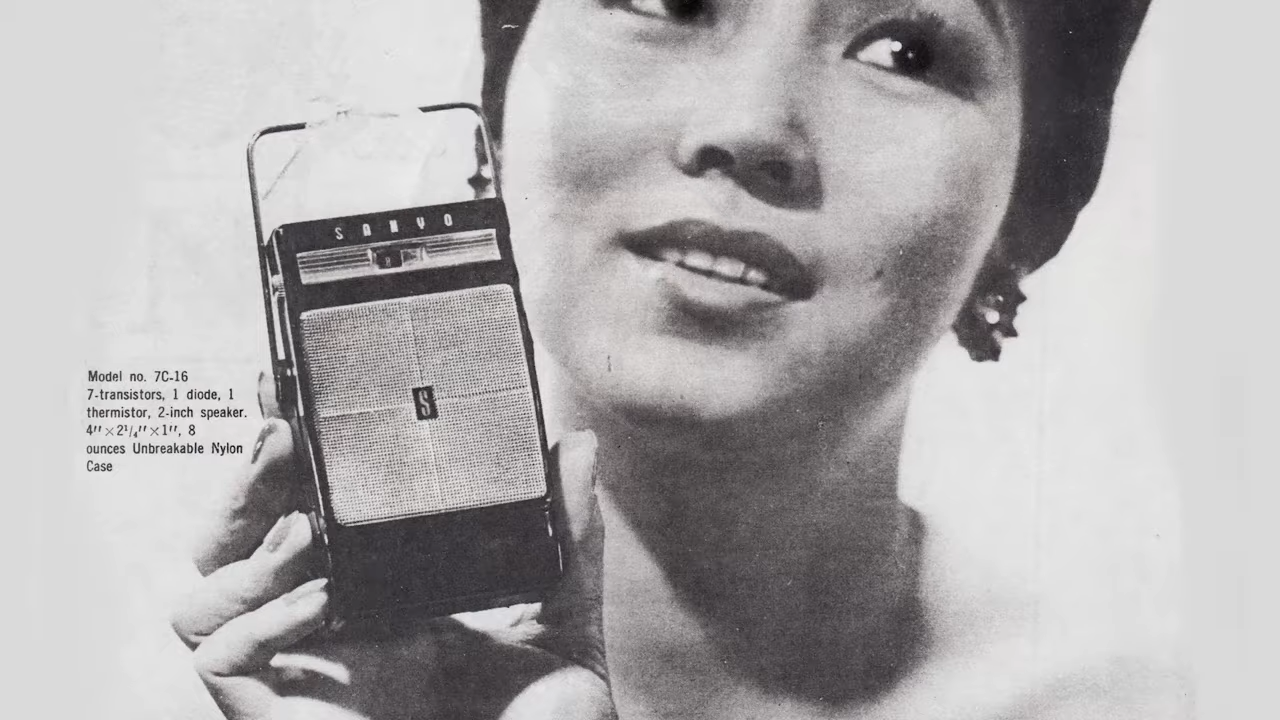 SANYO
8
S
Model no. 7C-16
7-transistors, 1 diode, 1
thermistor, 2-inch speaker.
4″×2¹/₄″×1″, 8
ounces Unbreakable Nylon
Case